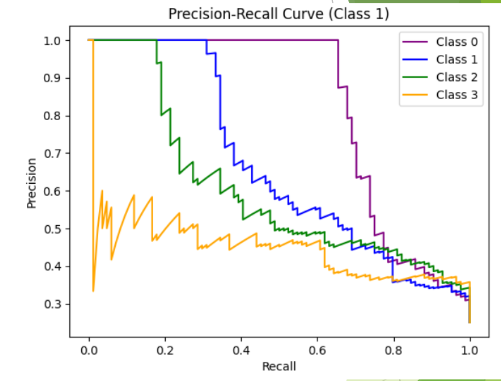 Precision-Recall Curve (Class 1)
1.0
0.9
0.8
0.7
0.6
0.5
0.4
0.3
Precision
Class 0
Class 1
Class 2
Class 3
0.0 0.2 0.4 0.6 0.8 1.0
Recall